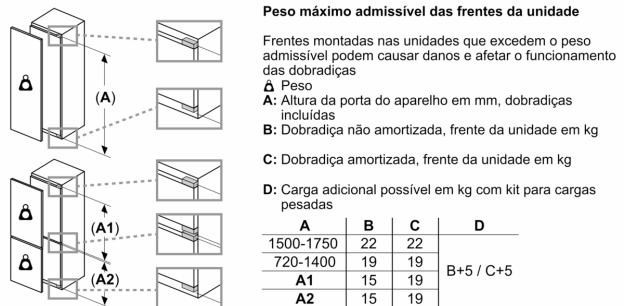 Peso máximo admissível das frentes da unidade
Frentes montadas nas unidades que excedem o peso
admissível podem causar danos e afetar o funcionamento
das dobradiças
Peso
A: Altura da porta do aparelho em mm, dobradiças
incluídas
B: Dobradiça não amortizada, frente da unidade em kg
C: Dobradiça amortizada, frente da unidade em kg
D: Carga adicional possível em kg com kit para cargas
pesadas
A B C D
1500-1750 22 22
720-1400 19 19
B+5 / C+5
A1 15 19
A2 15 19
(A)
(A1)
(A2)